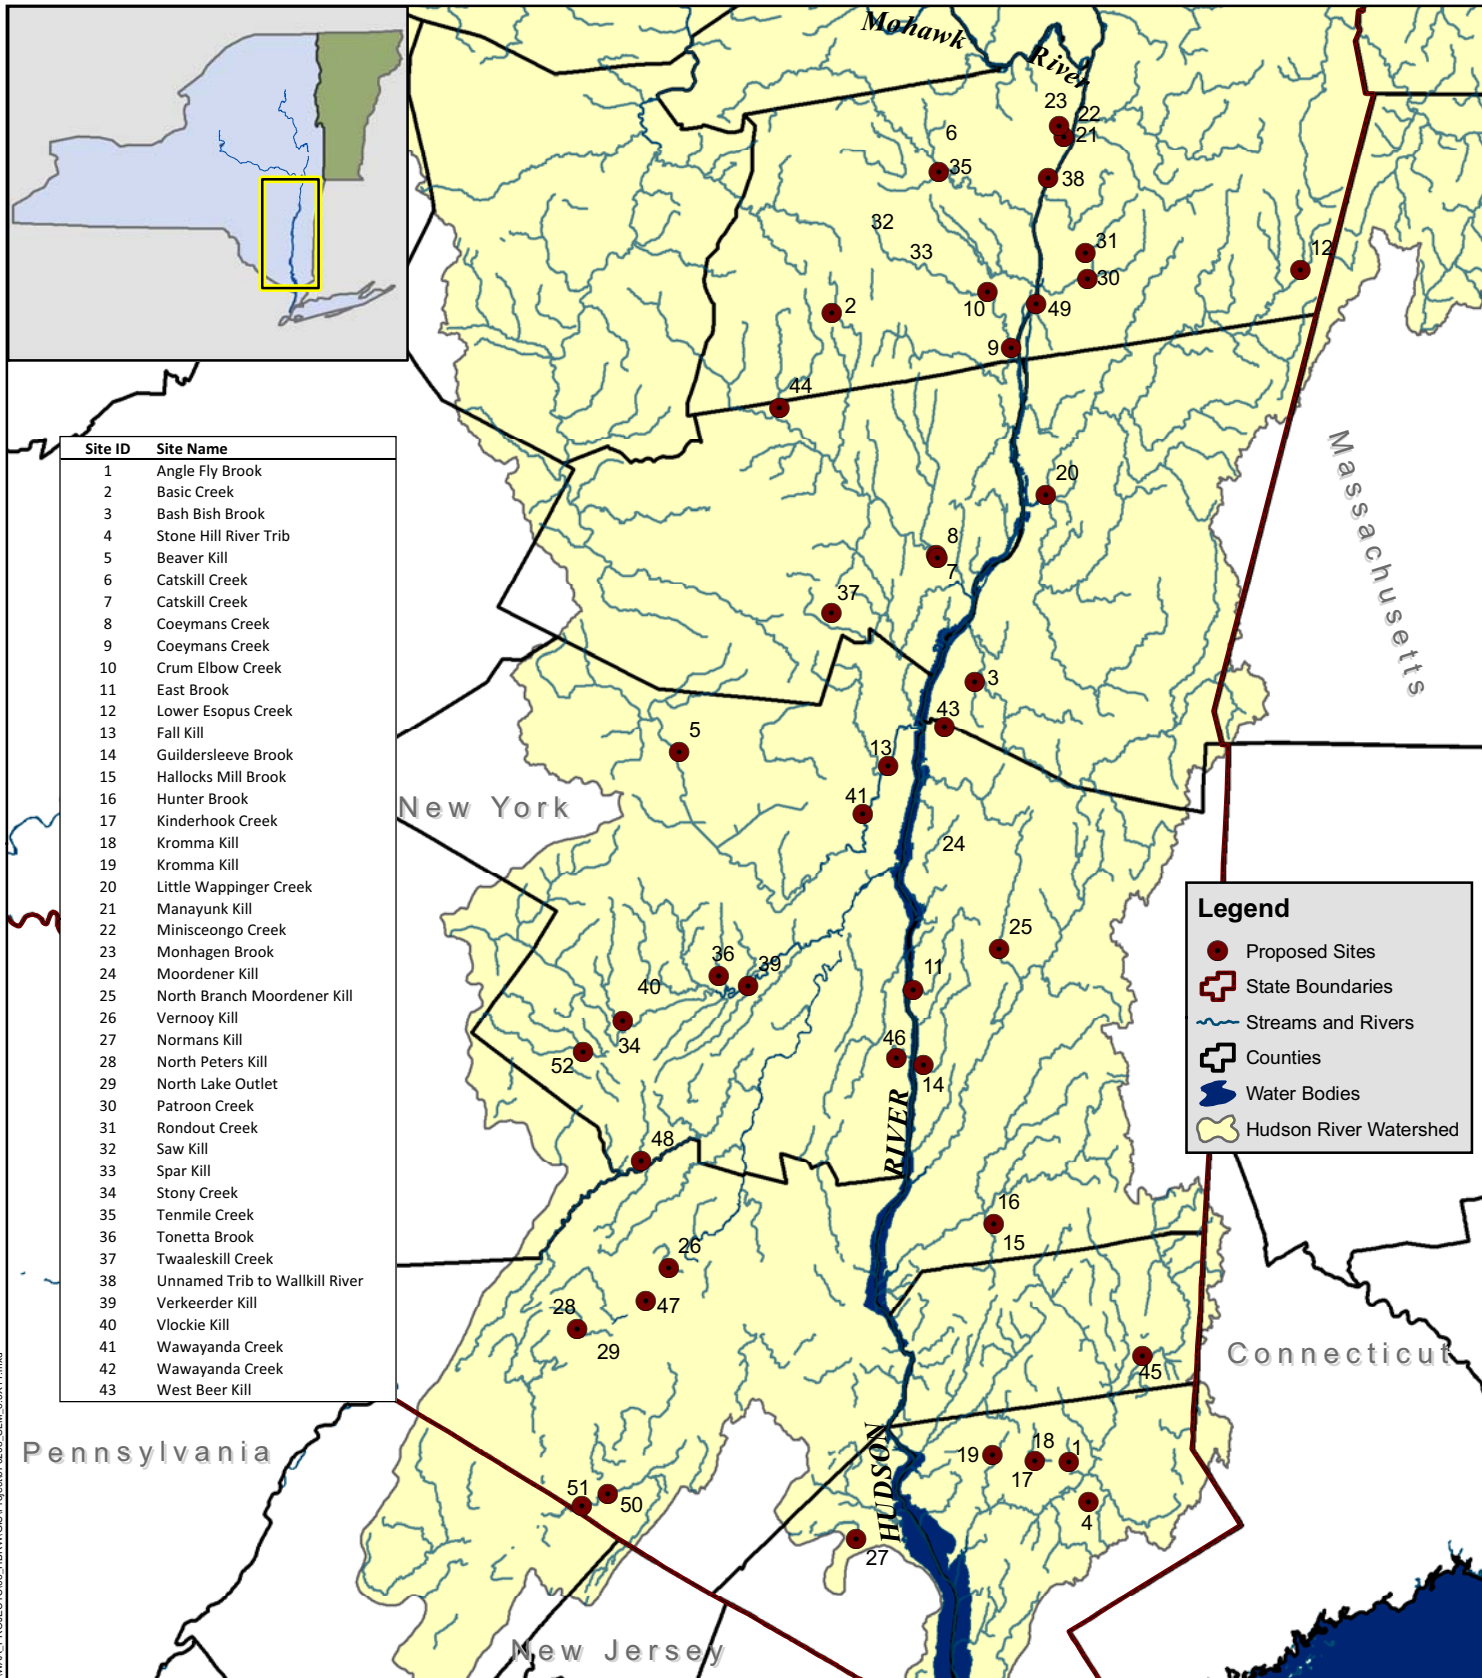 Mohawk
River
23
22
21
6
35
38
32
33
31
30
12
10
49
2
9
44
20
8
7
37
3
43
5
13
41
24
25
36
39
40
11
34
52
46
14
48
16
15
26
47
28
29
45
19
18
1
17
4
51
50
27
RIVER
HUDSON
Massachusetts
New York
Connecticut
Pennsylvania
New Jersey
Site ID Site Name
1 Angle Fly Brook
2 Basic Creek
3 Bash Bish Brook
4 Stone Hill River Trib
5 Beaver Kill
6 Catskill Creek
7 Catskill Creek
8 Coeymans Creek
9 Coeymans Creek
10 Crum Elbow Creek
11 East Brook
12 Lower Esopus Creek
13 Fall Kill
14 Guildersleeve Brook
15 Hallocks Mill Brook
16 Hunter Brook
17 Kinderhook Creek
18 Kromma Kill
19 Kromma Kill
20 Little Wappinger Creek
21 Manayunk Kill
22 Minisceongo Creek
23 Monhagen Brook
24 Moordener Kill
25 North Branch Moordener Kill
26 Vernooy Kill
27 Normans Kill
28 North Peters Kill
29 North Lake Outlet
30 Patroon Creek
31 Rondout Creek
32 Saw Kill
33 Spar Kill
34 Stony Creek
35 Tenmile Creek
36 Tonetta Brook
37 Twaaleskill Creek
38 Unnamed Trib to Wallkill River
39 Verkeerder Kill
40 Vlockie Kill
41 Wawayanda Creek
42 Wawayanda Creek
43 West Beer Kill
Legend
Proposed Sites
State Boundaries
Streams and Rivers
Counties
Water Bodies
Hudson River Watershed